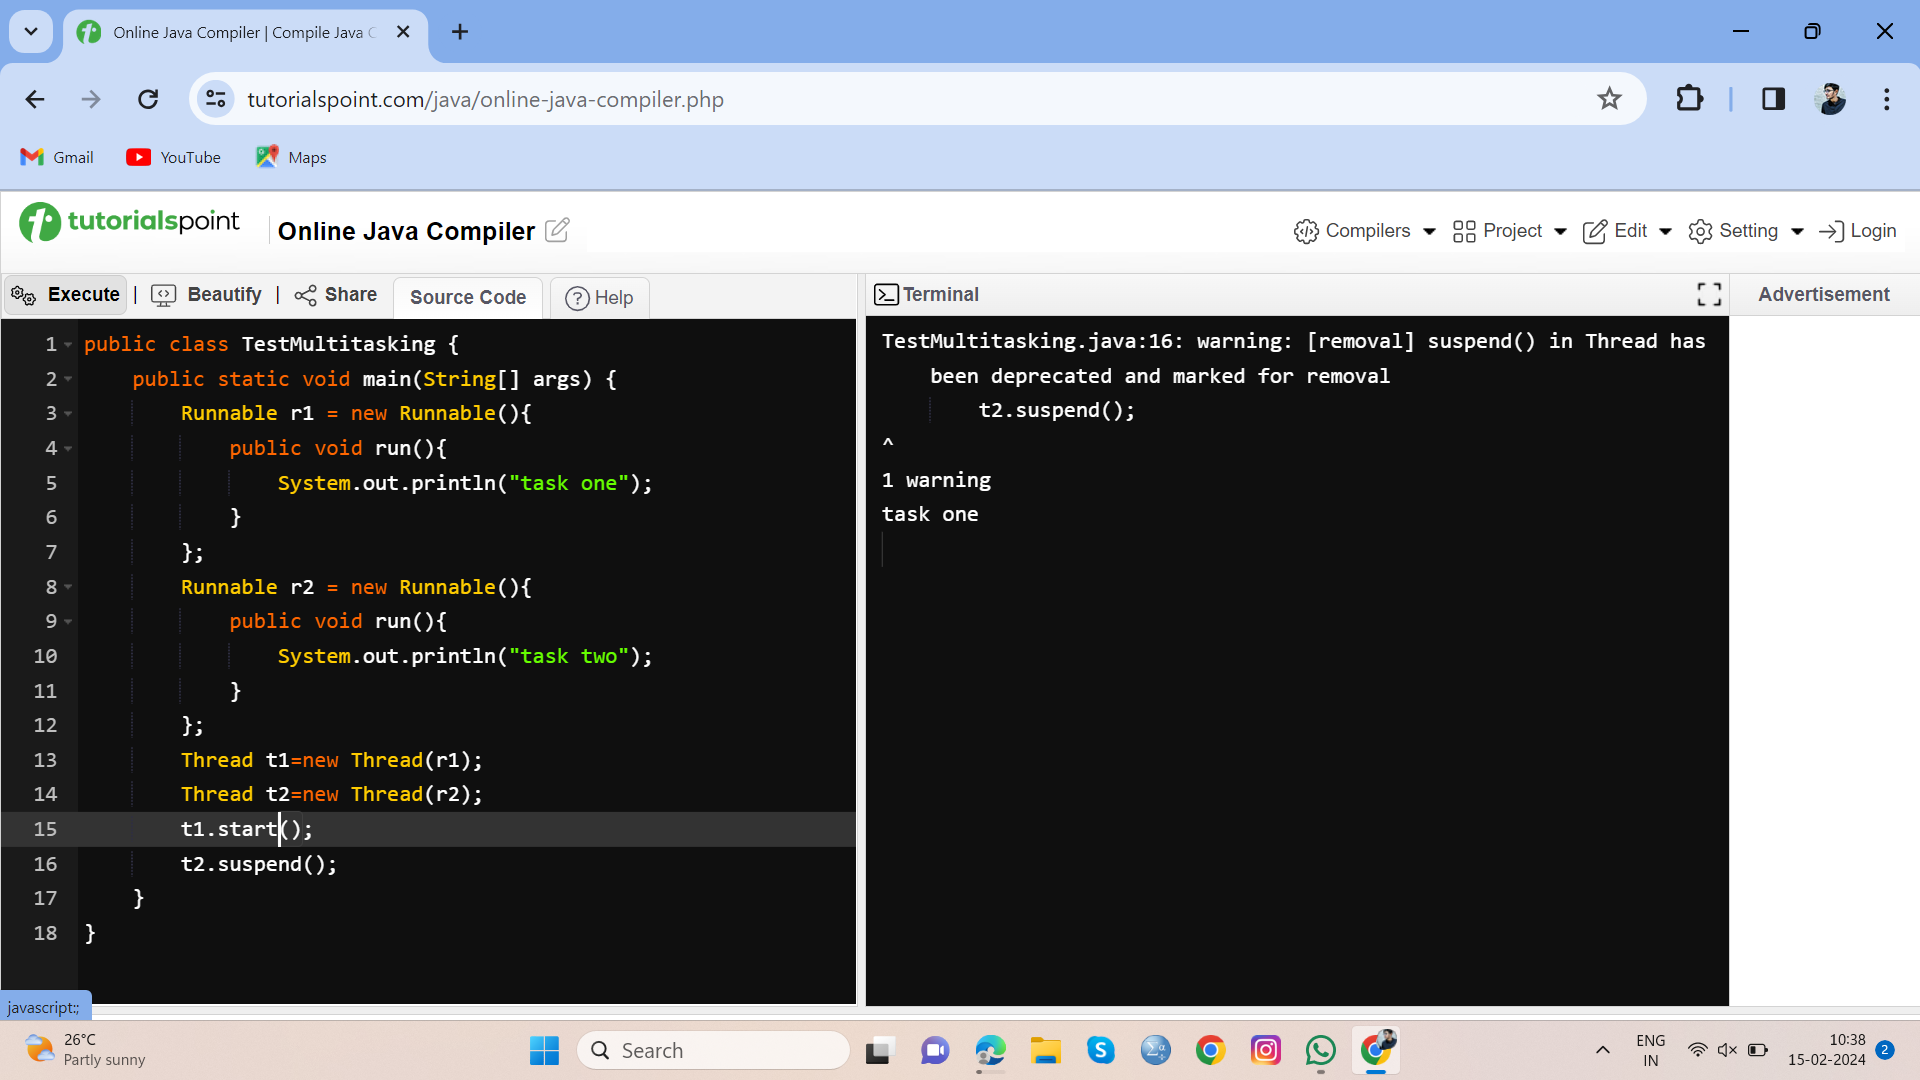 Online Java Compiler | Compile Java C
tutorialspoint.com/java/online-java-compiler.php
Gmail
YouTube
Maps
tutorialspoint
Online Java Compiler
Compilers
Project
Edit
Setting
Login
Execute | Beautify | Share
Source Code
Help
Terminal
Advertisement
1 public class TestMultitasking {
2 public static void main(String[] args) {
3 Runnable r1 = new Runnable(){
4 public void run(){
5 System.out.println("task one");
6 }
7 };
8 Runnable r2 = new Runnable(){
9 public void run(){
10 System.out.println("task two");
11 }
12 };
13 Thread t1=new Thread(r1);
14 Thread t2=new Thread(r2);
15 t1.start();
16 t2.suspend();
17 }
18 }
TestMultitasking.java:16: warning: [removal] suspend() in Thread has
been deprecated and marked for removal
t2.suspend();
^
1 warning
task one
javascript:;
26°C
Partly sunny
Search
ENG
IN
10:38
15-02-2024
2